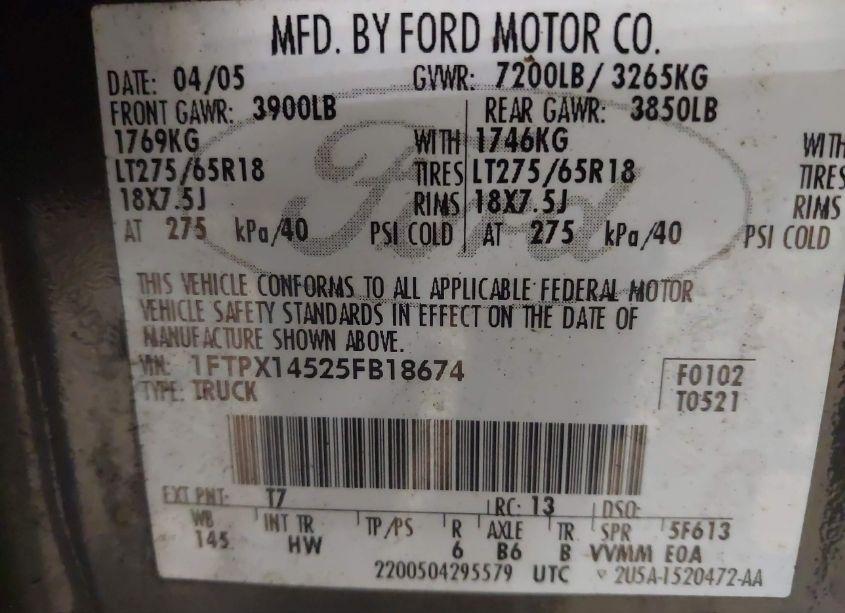 MFD. BY FORD MOTOR CO.
DATE: 04/05 GVWR: 7200LB/ 3265KG
FRONT GAWR: 3900LB REAR GAWR: 3850LB
1769KG WITH 1746KG WITH
LT275/65R18 TIRES LT275/65R18 TIRES
18X7.5J RIMS 18X7.5J RIMS
AT 275 kPa/40 PSI COLD AT 275 kPa/40 PSI COLD
Ford
THIS VEHICLE CONFORMS TO ALL APPLICABLE FEDERAL MOTOR
VEHICLE SAFETY STANDARDS IN EFFECT ON THE DATE OF
MANUFACTURE SHOWN ABOVE.
VIN: 1FTPX14525FB18674 F0102
TYPE: TRUCK T0521
EXT PNT: T7 RC: 13 DSO:
WB INT TR TP/PS R AXLE TR SPR 5F613
145 HW 6 B6 B VVMM EOA
2200504295579 UTC 2U5A-1520472-AA